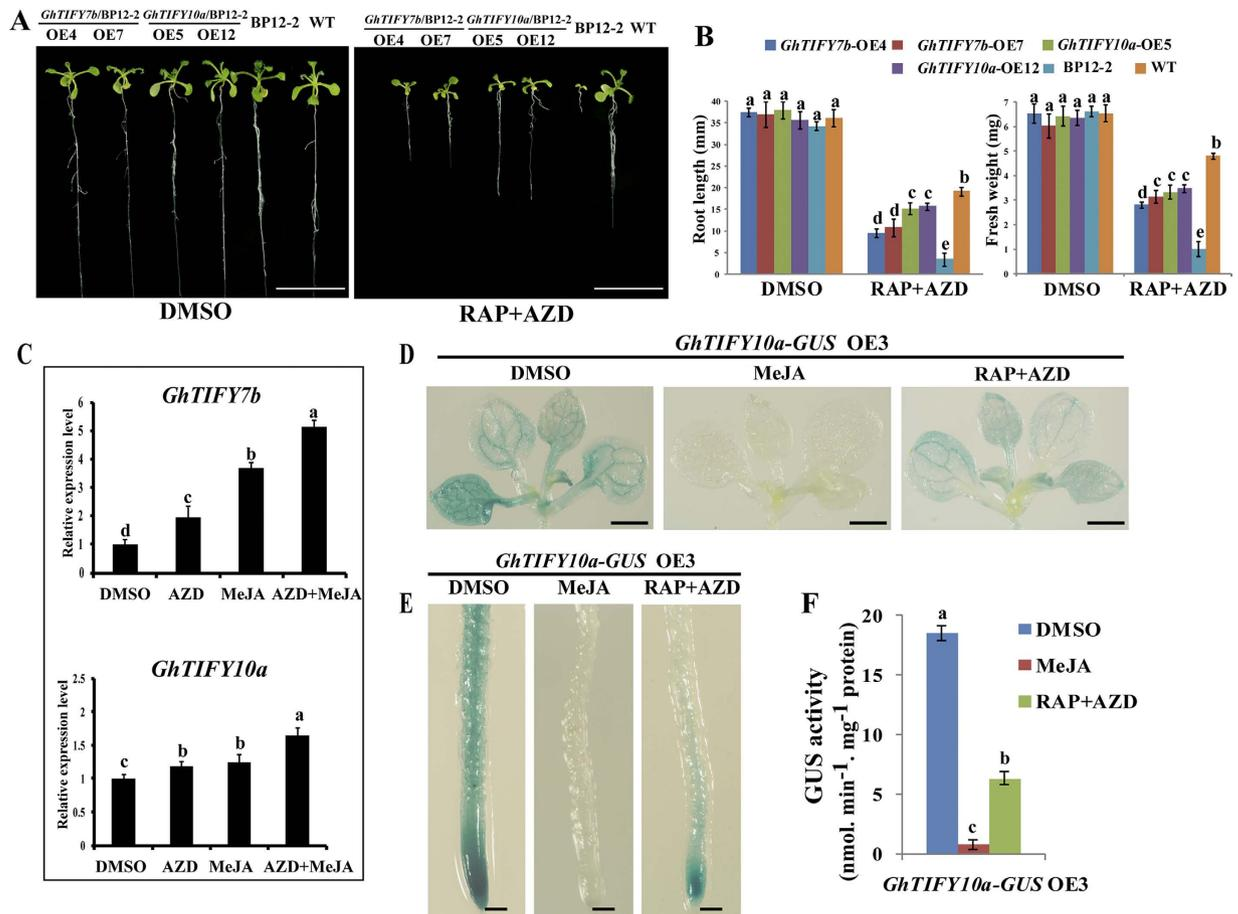 A
GhTIFY7b/BP12-2 GhTIFY10a/BP12-2 BP12-2 WT
OE4 OE7 OE5 OE12
GhTIFY7b/BP12-2 GhTIFY10a/BP12-2 BP12-2 WT
OE4 OE7 OE5 OE12
DMSO
RAP+AZD
B
GhTIFY7b-OE4 GhTIFY7b-OE7 GhTIFY10a-OE5
GhTIFY10a-OE12 BP12-2 WT
Root length (mm)
40
35
30
25
20
15
10
5
0
a a a a a a
d d c c e b
DMSO RAP+AZD
Fresh weight (mg)
7
6
5
4
3
2
1
0
a a a a a a
d c c c e b
DMSO RAP+AZD
C
GhTIFY7b
Relative expression level
6
5
4
3
2
1
0
d c b a
DMSO AZD MeJA AZD+MeJA
GhTIFY10a
Relative expression level
2.5
2
1.5
1
0.5
0
c b b a
DMSO AZD MeJA AZD+MeJA
D
GhTIFY10a-GUS OE3
DMSO MeJA RAP+AZD
E
GhTIFY10a-GUS OE3
DMSO MeJA RAP+AZD
F
GUS activity
(nmol. min⁻¹. mg⁻¹ protein)
20
15
10
5
0
a c b
DMSO
MeJA
RAP+AZD
GhTIFY10a-GUS OE3